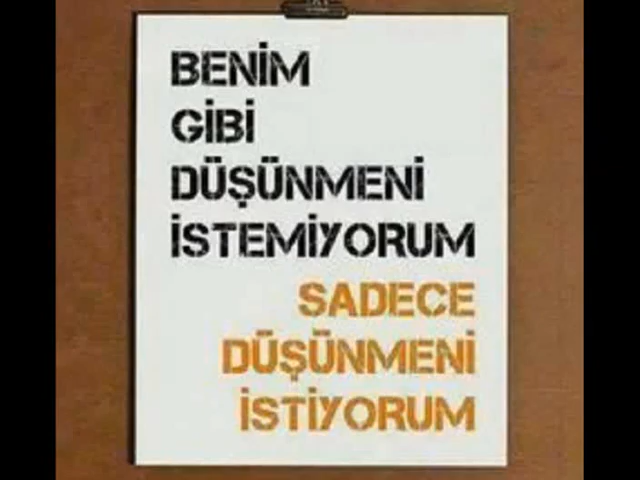 BENİM
GİBİ
DÜŞÜNMENİ
İSTEMİYORUM
SADECE
DÜŞÜNMENİ
İSTİYORUM